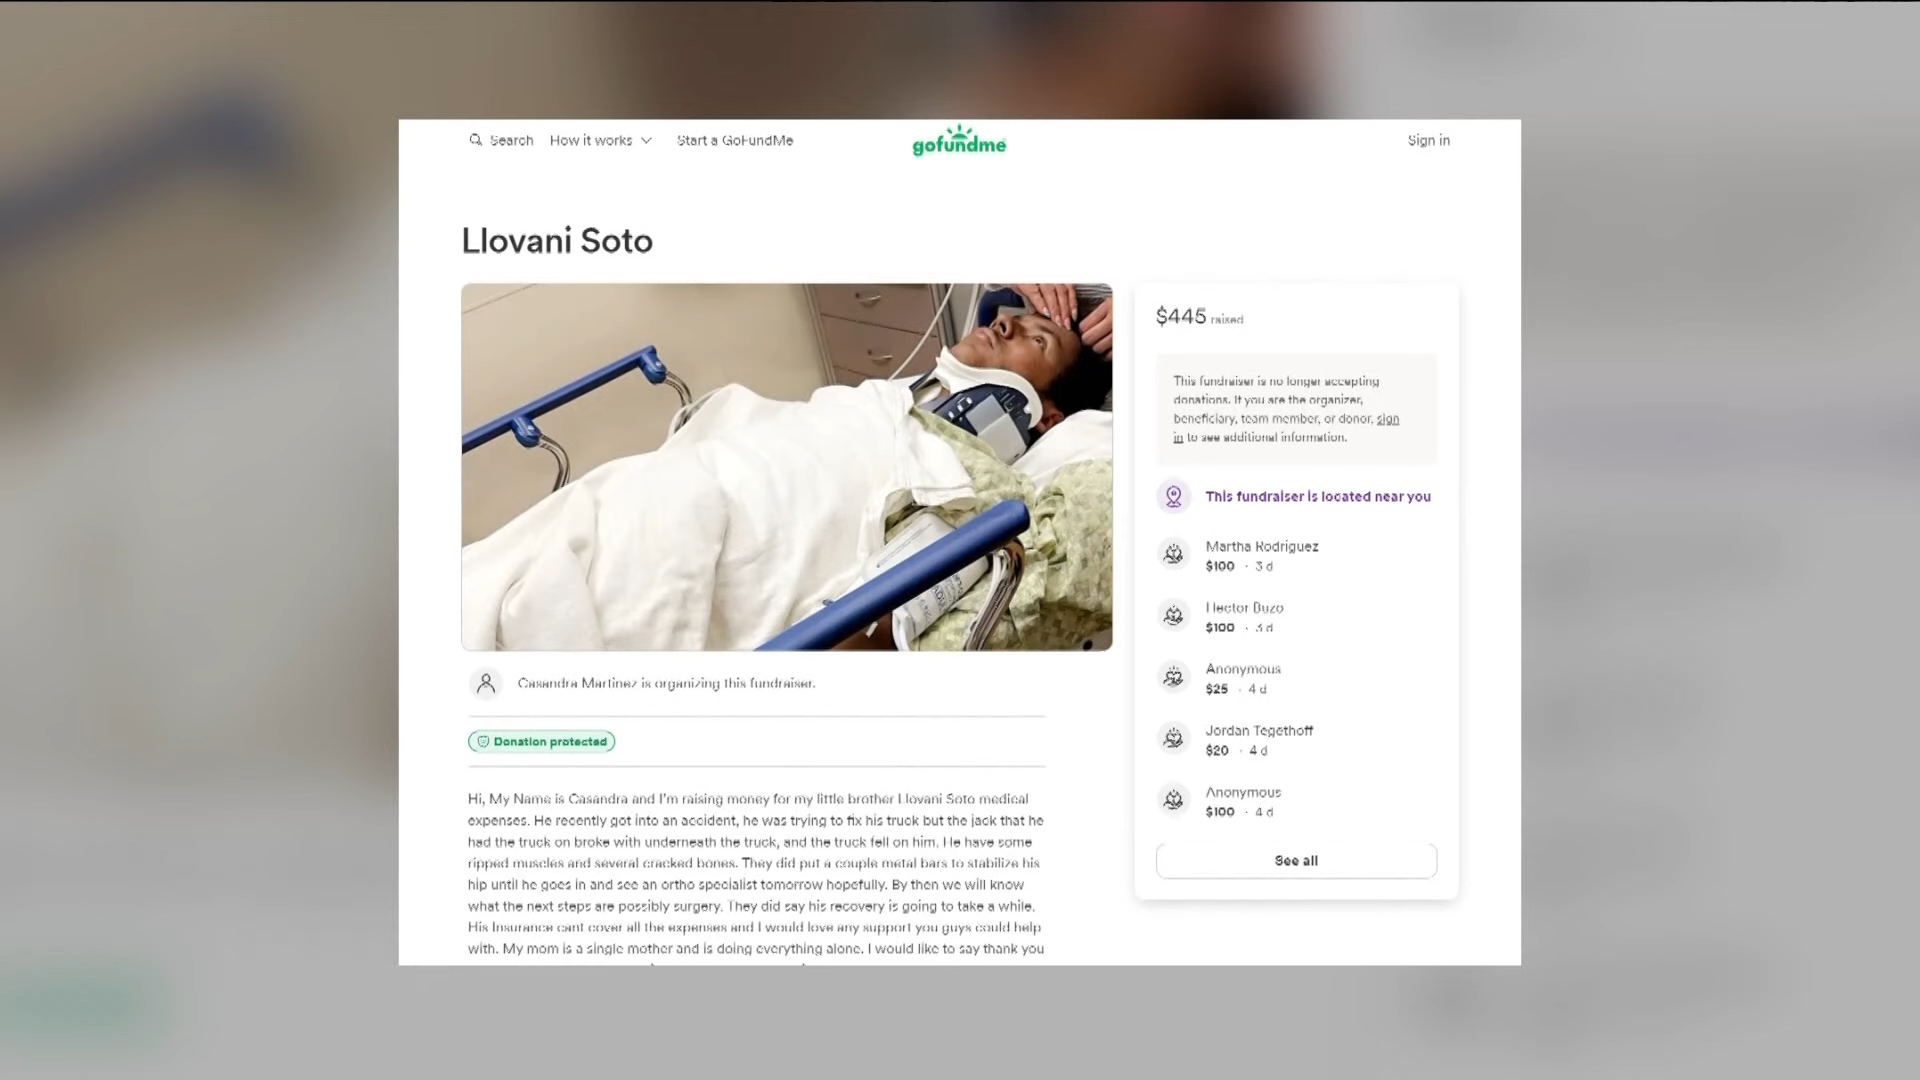 Search How it works Start a GoFundMe
gofundme
Sign in
Llovani Soto
$445 raised
This fundraiser is no longer accepting
donations. If you are the organizer,
beneficiary, team member, or donor, sign
in to see additional information.
This fundraiser is located near you
Martha Rodriguez
$100 · 3 d
Hector Buzo
$100 · 3 d
Anonymous
$25 · 4 d
Jordan Tegethoff
$20 · 4 d
Anonymous
$100 · 4 d
See all
Casandra Martinez is organizing this fundraiser.
Donation protected
Hi, My Name is Casandra and I'm raising money for my little brother Llovani Soto medical
expenses. He recently got into an accident, he was trying to fix his truck but the jack that he
had the truck on broke with underneath the truck, and the truck fell on him. He have some
ripped muscles and several cracked bones. They did put a couple metal bars to stabilize his
hip until he goes in and see an ortho specialist tomorrow hopefully. By then we will know
what the next steps are possibly surgery. They did say his recovery is going to take a while.
His Insurance cant cover all the expenses and I would love any support you guys could help
with. My mom is a single mother and is doing everything alone. I would like to say thank you